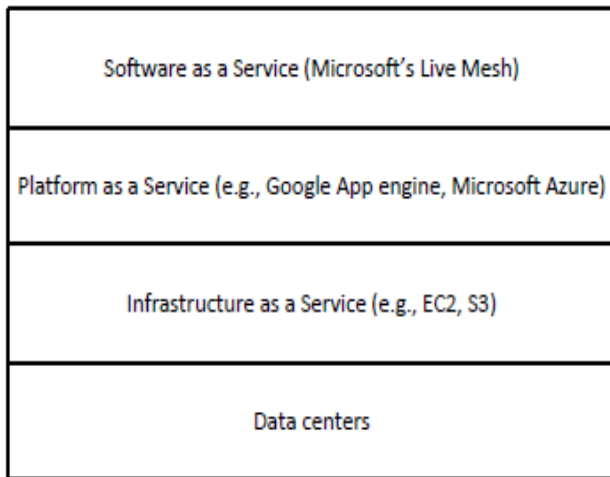 Software as a Service (Microsoft's Live Mesh)
Platform as a Service (e.g., Google App engine, Microsoft Azure)
Infrastructure as a Service (e.g., EC2, S3)
Data centers